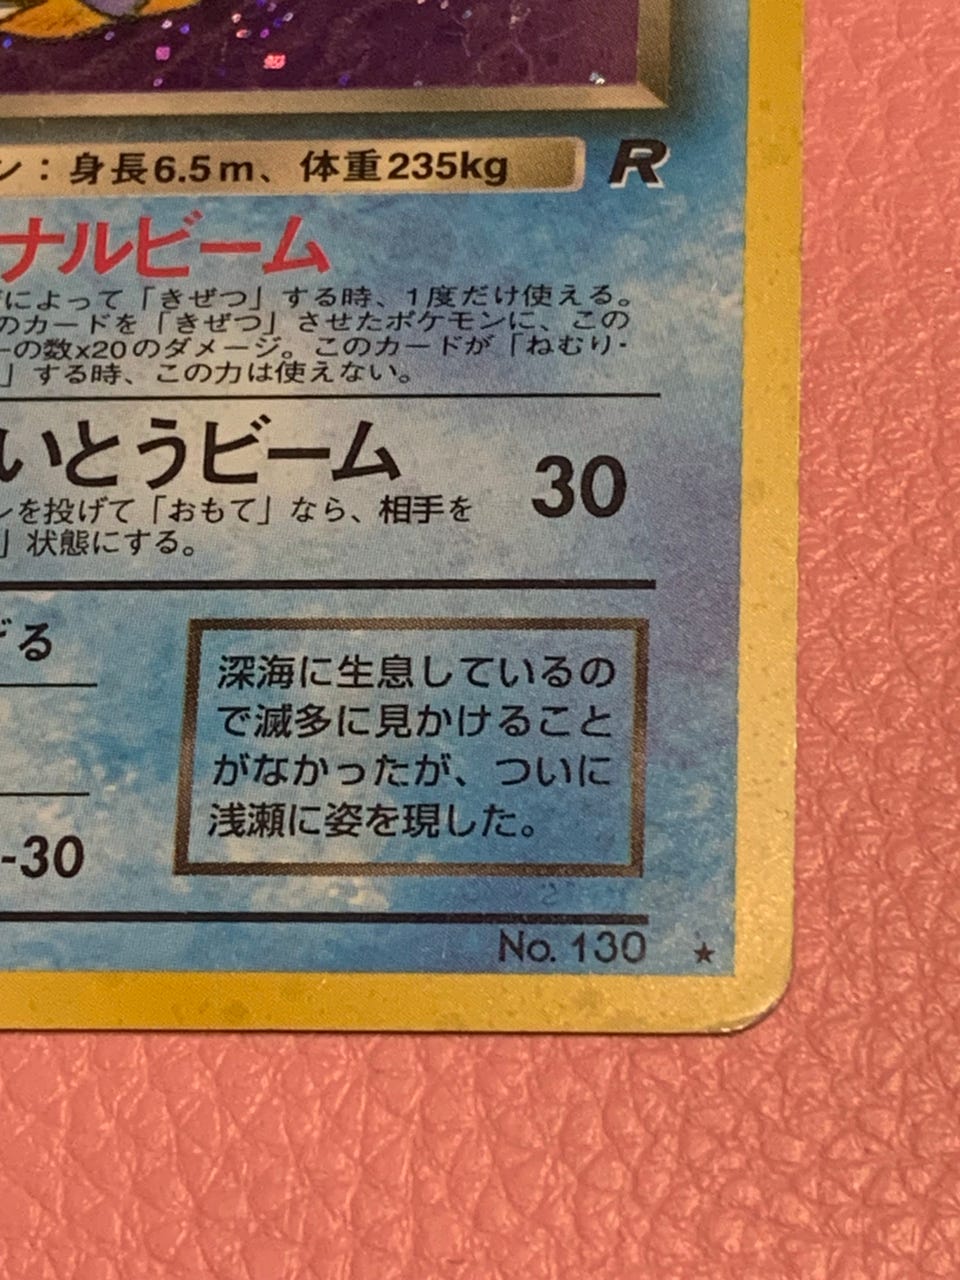 ン：身長6.5m、体重235kg
R
ナルビーム
によって「きぜつ」する時、1度だけ使える。
のカードを「きぜつ」させたポケモンに、この
ーの数x20のダメージ。このカードが「ねむり・
」する時、この力は使えない。
いとうビーム
30
ンを投げて「おもて」なら、相手を
」状態にする。
げる
深海に生息しているの
で滅多に見かけること
がなかったが、ついに
浅瀬に姿を現した。
-30
No. 130 ★